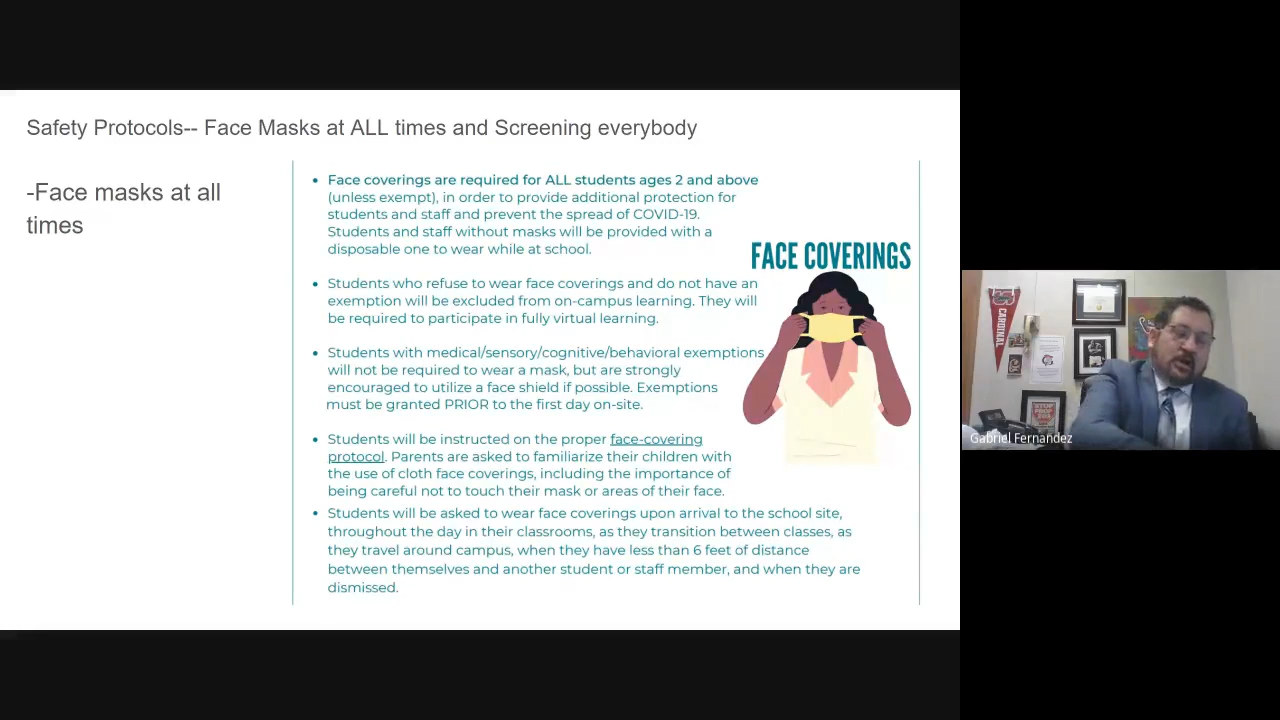 Safety Protocols-- Face Masks at ALL times and Screening everybody
-Face masks at all
times
• Face coverings are required for ALL students ages 2 and above
(unless exempt), in order to provide additional protection for
students and staff and prevent the spread of COVID-19.
Students and staff without masks will be provided with a
disposable one to wear while at school.
• Students who refuse to wear face coverings and do not have an
exemption will be excluded from on-campus learning. They will
be required to participate in fully virtual learning.
• Students with medical/sensory/cognitive/behavioral exemptions
will not be required to wear a mask, but are strongly
encouraged to utilize a face shield if possible. Exemptions
must be granted PRIOR to the first day on-site.
• Students will be instructed on the proper face-covering
protocol. Parents are asked to familiarize their children with
the use of cloth face coverings, including the importance of
being careful not to touch their mask or areas of their face.
• Students will be asked to wear face coverings upon arrival to the school site,
throughout the day in their classrooms, as they transition between classes, as
they travel around campus, when they have less than 6 feet of distance
between themselves and another student or staff member, and when they are
dismissed.
FACE COVERINGS
CARDINAL
STOP
PROP
Gabriel Fernandez